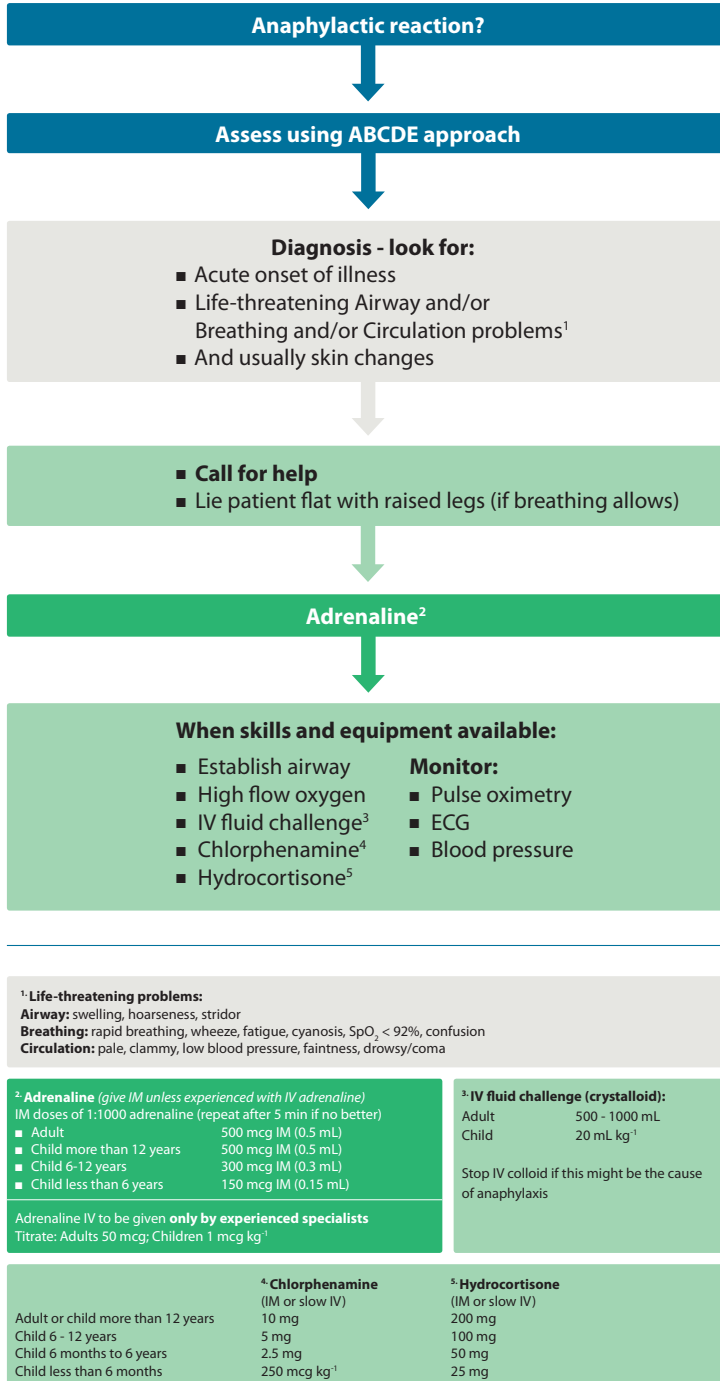 Anaphylactic reaction?
Assess using ABCDE approach
Diagnosis - look for:
■ Acute onset of illness
■ Life-threatening Airway and/or
Breathing and/or Circulation problems¹
■ And usually skin changes
■ Call for help
■ Lie patient flat with raised legs (if breathing allows)
Adrenaline²
When skills and equipment available:
■ Establish airway
■ High flow oxygen
■ IV fluid challenge³
■ Chlorphenamine⁴
■ Hydrocortisone⁵
Monitor:
■ Pulse oximetry
■ ECG
■ Blood pressure
¹·Life-threatening problems:
Airway: swelling, hoarseness, stridor
Breathing: rapid breathing, wheeze, fatigue, cyanosis, SpO₂ < 92%, confusion
Circulation: pale, clammy, low blood pressure, faintness, drowsy/coma
²·Adrenaline (give IM unless experienced with IV adrenaline)
IM doses of 1:1000 adrenaline (repeat after 5 min if no better)
■ Adult 500 mcg IM (0.5 mL)
■ Child more than 12 years 500 mcg IM (0.5 mL)
■ Child 6-12 years 300 mcg IM (0.3 mL)
■ Child less than 6 years 150 mcg IM (0.15 mL)
Adrenaline IV to be given only by experienced specialists
Titrate: Adults 50 mcg; Children 1 mcg kg⁻¹
³·IV fluid challenge (crystalloid):
Adult 500 - 1000 mL
Child 20 mL kg⁻¹
Stop IV colloid if this might be the cause
of anaphylaxis
⁴·Chlorphenamine ⁵·Hydrocortisone
(IM or slow IV) (IM or slow IV)
Adult or child more than 12 years 10 mg 200 mg
Child 6 - 12 years 5 mg 100 mg
Child 6 months to 6 years 2.5 mg 50 mg
Child less than 6 months 250 mcg kg⁻¹ 25 mg